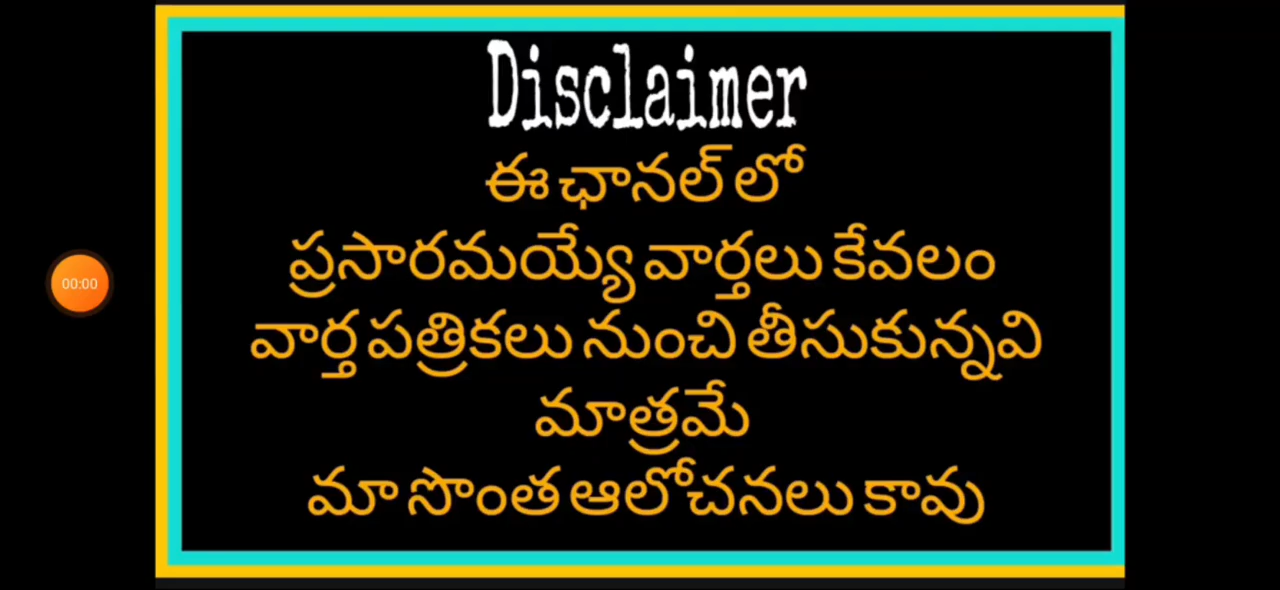 Disclaimer
ఈ ఛానల్ లో
ప్రసారమయ్యే వార్తలు కేవలం
00:00
వార్త పత్రికలు నుంచి తీసుకున్నవి
మాత్రమే
మా సొంత ఆలోచనలు కావు